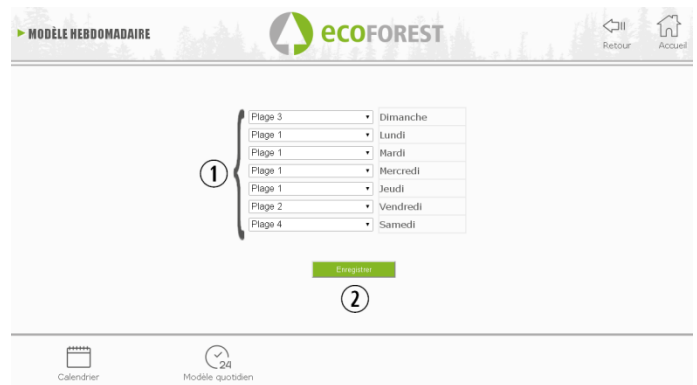 MODÈLE HEBDOMADAIRE
ecoFOREST
Retour
Accueil
Plage 3 Dimanche
Plage 1 Lundi
Plage 1 Mardi
Plage 1 Mercredi
Plage 1 Jeudi
Plage 2 Vendredi
Plage 4 Samedi
1
Enregistrer
2
24
Calendrier
Modèle quotidien